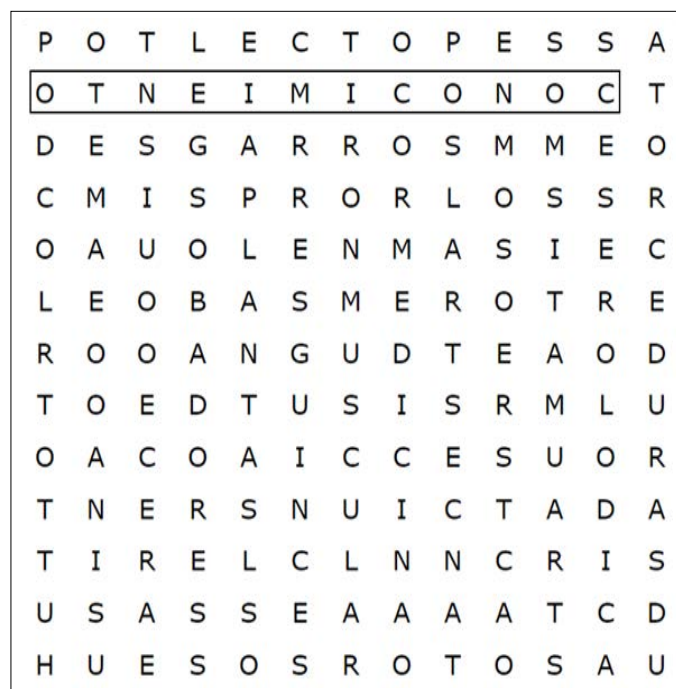 P O T L E C T O P E S S A
O T N E I M I C O N O C T
D E S G A R R O S M M E O
C M I S P R O R L O S S R
O A U O L E N M A S I E C
L E O B A S M E R O T R E
R O O A N G U D T E A O D
T O E D T U S I S R M L U
O A C O A I C C E S U O R
T N E R S N U I C T A D A
T I R E L C L N N C R I S
U S A S S E A A A A T C D
H U E S O S R O T O S A U